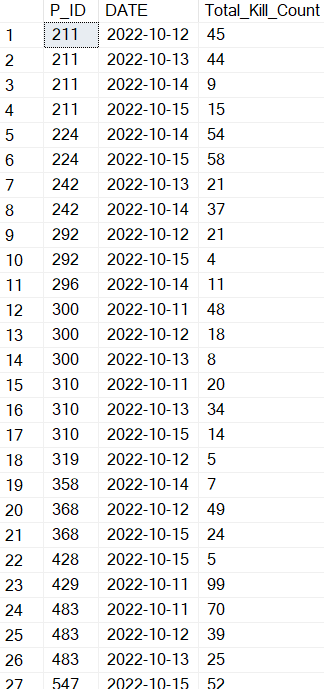 P_ID DATE Total_Kill_Count
1 211 2022-10-12 45
2 211 2022-10-13 44
3 211 2022-10-14 9
4 211 2022-10-15 15
5 224 2022-10-14 54
6 224 2022-10-15 58
7 242 2022-10-13 21
8 242 2022-10-14 37
9 292 2022-10-12 21
10 292 2022-10-15 4
11 296 2022-10-14 11
12 300 2022-10-11 48
13 300 2022-10-12 18
14 300 2022-10-13 8
15 310 2022-10-11 20
16 310 2022-10-13 34
17 310 2022-10-15 14
18 319 2022-10-12 5
19 358 2022-10-14 7
20 368 2022-10-12 49
21 368 2022-10-15 24
22 428 2022-10-15 5
23 429 2022-10-11 99
24 483 2022-10-11 70
25 483 2022-10-12 39
26 483 2022-10-13 25
27 547 2022-10-15 52